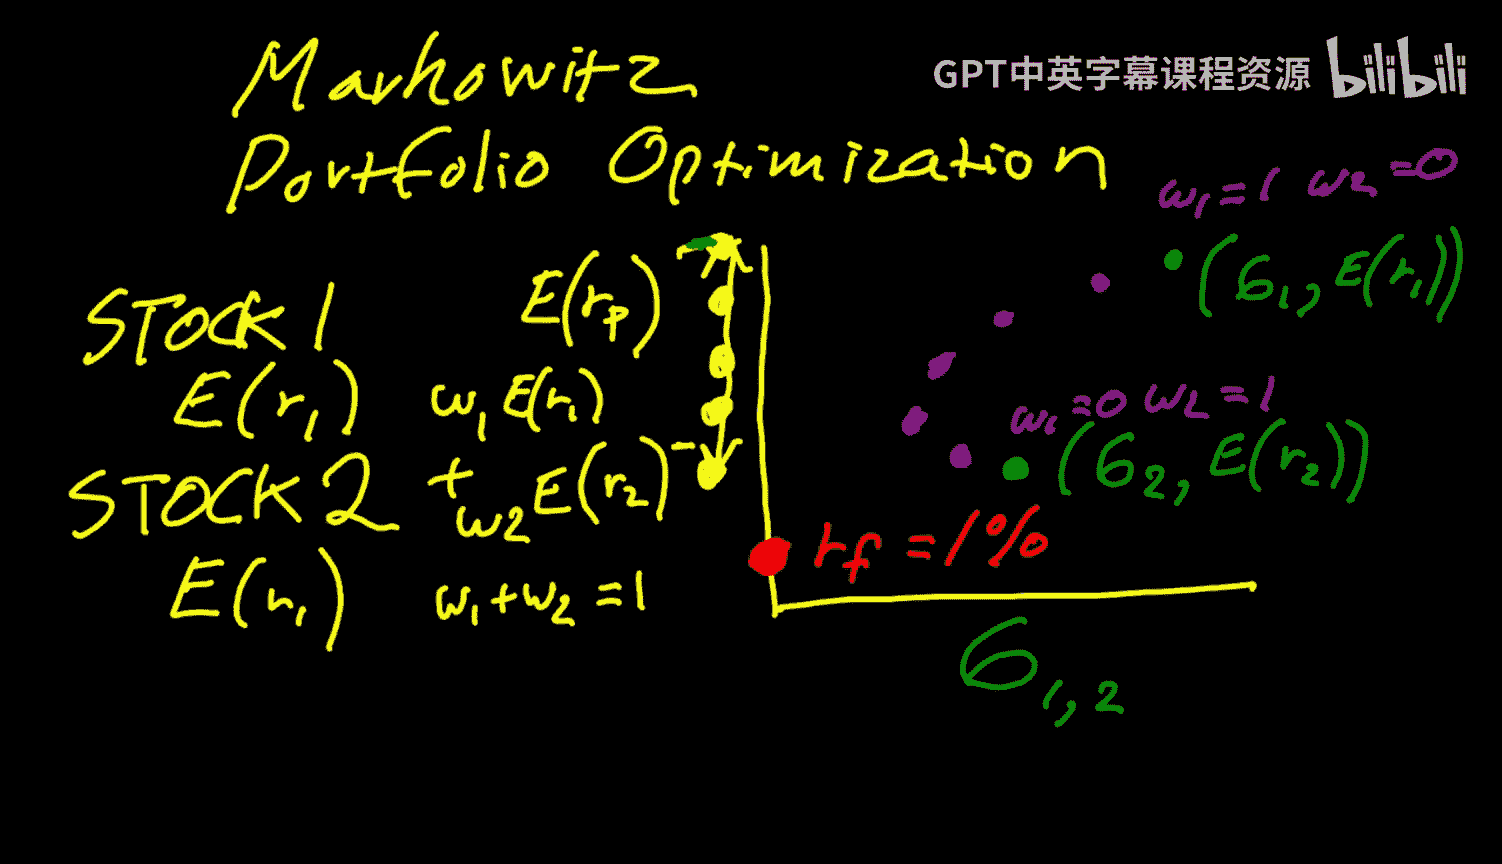 Markowitz
GPT中英字幕课程资源 bilibili
Portfolio Optimization
w1=1 w2=0
(σ1, E(r1))
STOCK 1
E(rp)
E(r1)
w1 E(r1)
w1=0 w2=1
(σ2, E(r2))
STOCK 2
+ w2 E(r2)
rf = 1%
E(r1)
w1+w2=1
σ1,2